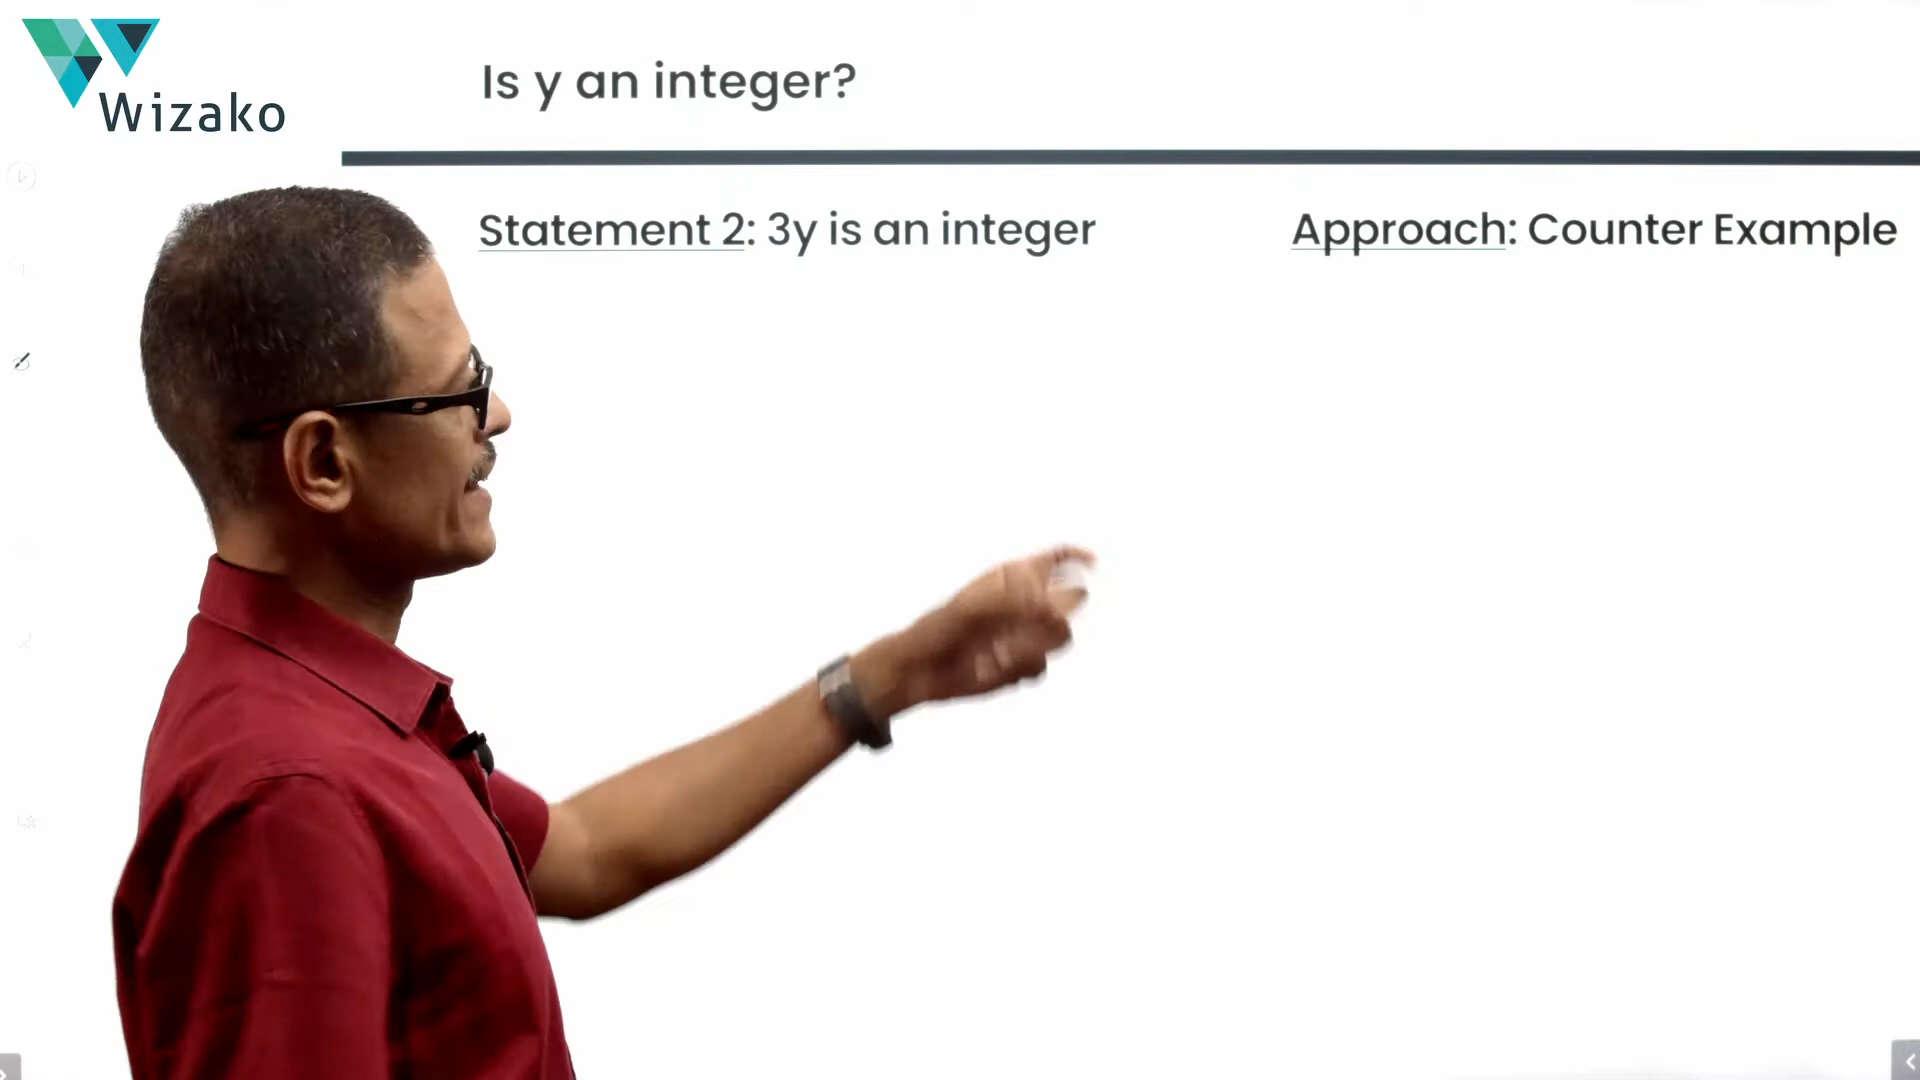 Wizako
Is y an integer?
Statement 2: 3y is an integer
Approach: Counter Example